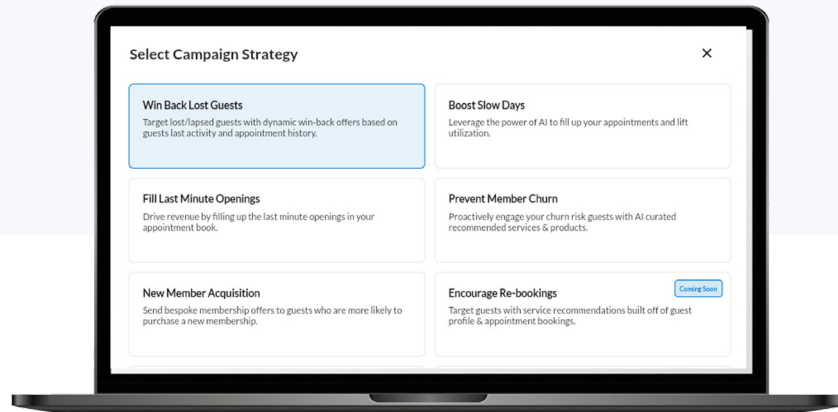 Select Campaign Strategy
Win Back Lost Guests
Target lost/lapsed guests with dynamic win-back offers based on
guests last activity and appointment history.
Boost Slow Days
Leverage the power of AI to fill up your appointments and lift
utilization.
Fill Last Minute Openings
Drive revenue by filling up the last minute openings in your
appointment book.
Prevent Member Churn
Proactively engage your churn risk guests with AI curated
recommended services & products.
New Member Acquisition
Send bespoke membership offers to guests who are more likely to
purchase a new membership.
Encourage Re-bookings
Coming Soon
Target guests with service recommendations built off of guest
profile & appointment bookings.